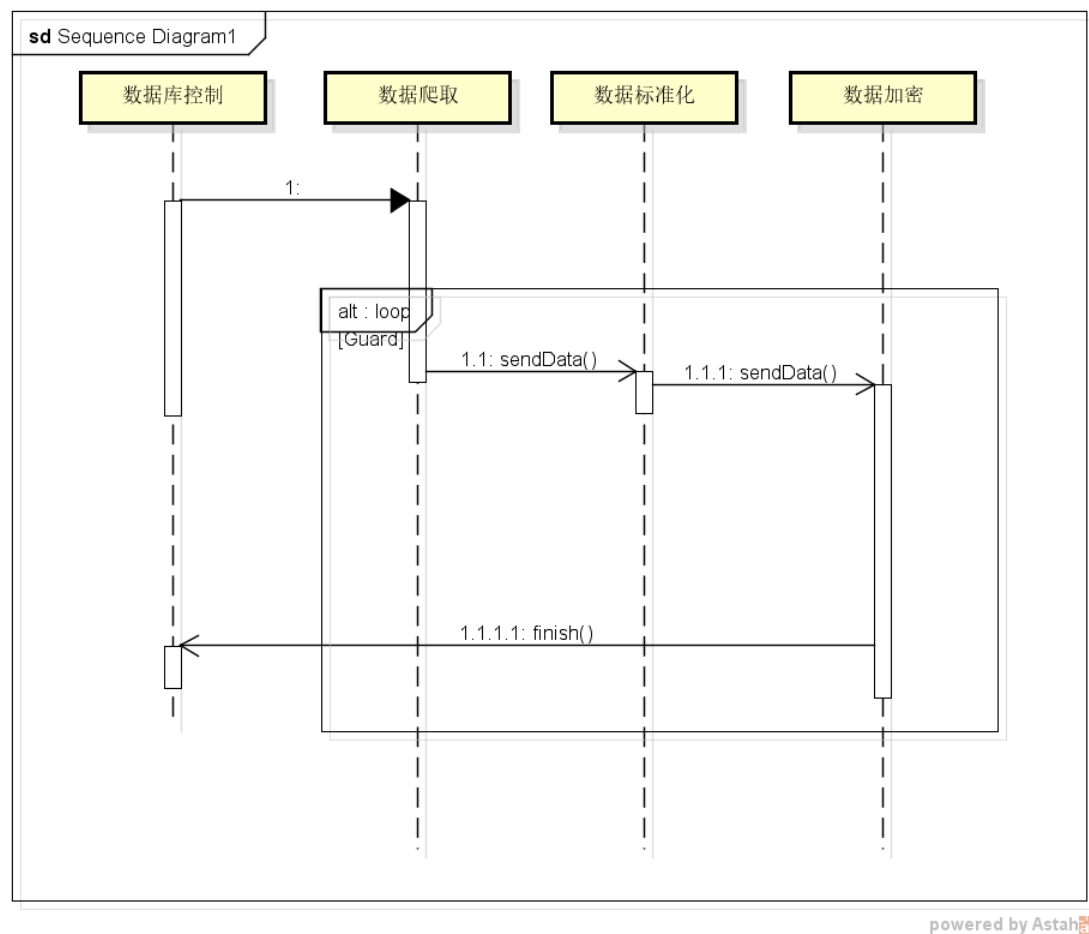 sd Sequence Diagram1
数据库控制
数据爬取
数据标准化
数据加密
1:
alt : loop
[Guard]
1.1: sendData()
1.1.1: sendData()
1.1.1.1: finish()
powered by Astah